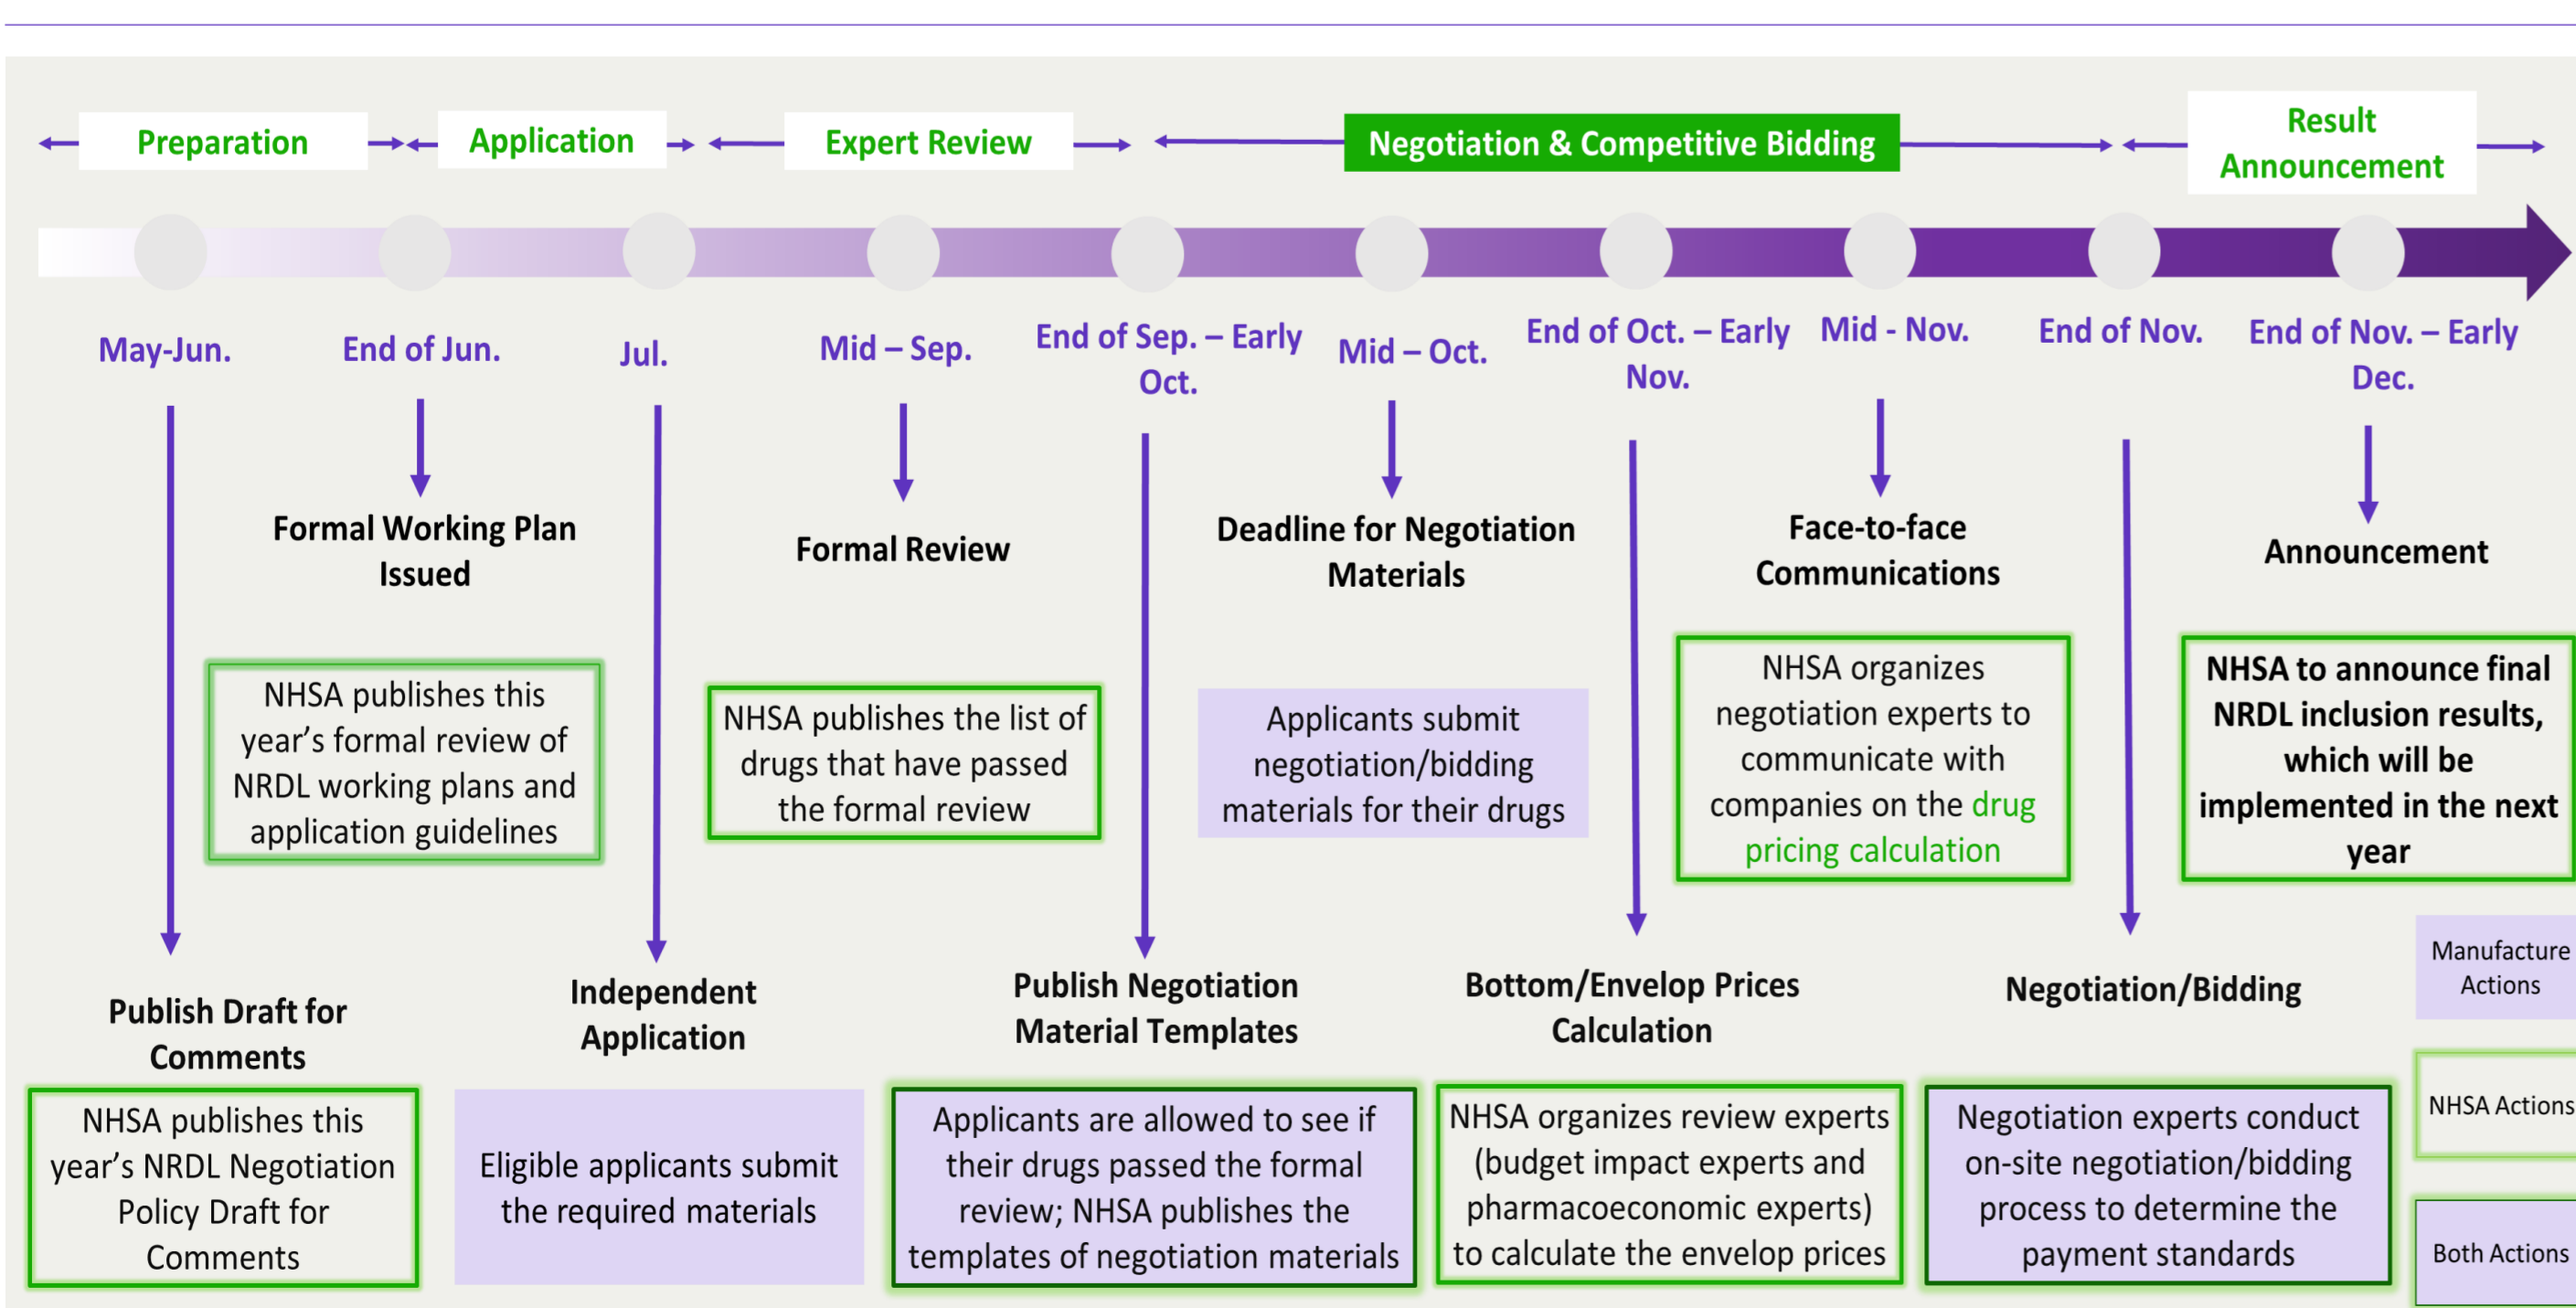 Preparation
Application
Expert Review
Negotiation & Competitive Bidding
Result
Announcement
May-Jun.
End of Jun.
Jul.
Mid – Sep.
End of Sep. – Early
Oct.
Mid – Oct.
End of Oct. – Early
Nov.
Mid - Nov.
End of Nov.
End of Nov. – Early
Dec.
Formal Working Plan
Issued
Formal Review
Deadline for Negotiation
Materials
Face-to-face
Communications
Announcement
NHSA publishes this
year’s formal review of
NRDL working plans and
application guidelines
NHSA publishes the list of
drugs that have passed
the formal review
Applicants submit
negotiation/bidding
materials for their drugs
NHSA organizes
negotiation experts to
communicate with
companies on the drug
pricing calculation
NHSA to announce final
NRDL inclusion results,
which will be
implemented in the next
year
Publish Draft for
Comments
Independent
Application
Publish Negotiation
Material Templates
Bottom/Envelop Prices
Calculation
Negotiation/Bidding
NHSA publishes this
year’s NRDL Negotiation
Policy Draft for
Comments
Eligible applicants submit
the required materials
Applicants are allowed to see if
their drugs passed the formal
review; NHSA publishes the
templates of negotiation materials
NHSA organizes review experts
(budget impact experts and
pharmacoeconomic experts)
to calculate the envelop prices
Negotiation experts conduct
on-site negotiation/bidding
process to determine the
payment standards
Manufacture
Actions
NHSA Actions
Both Actions